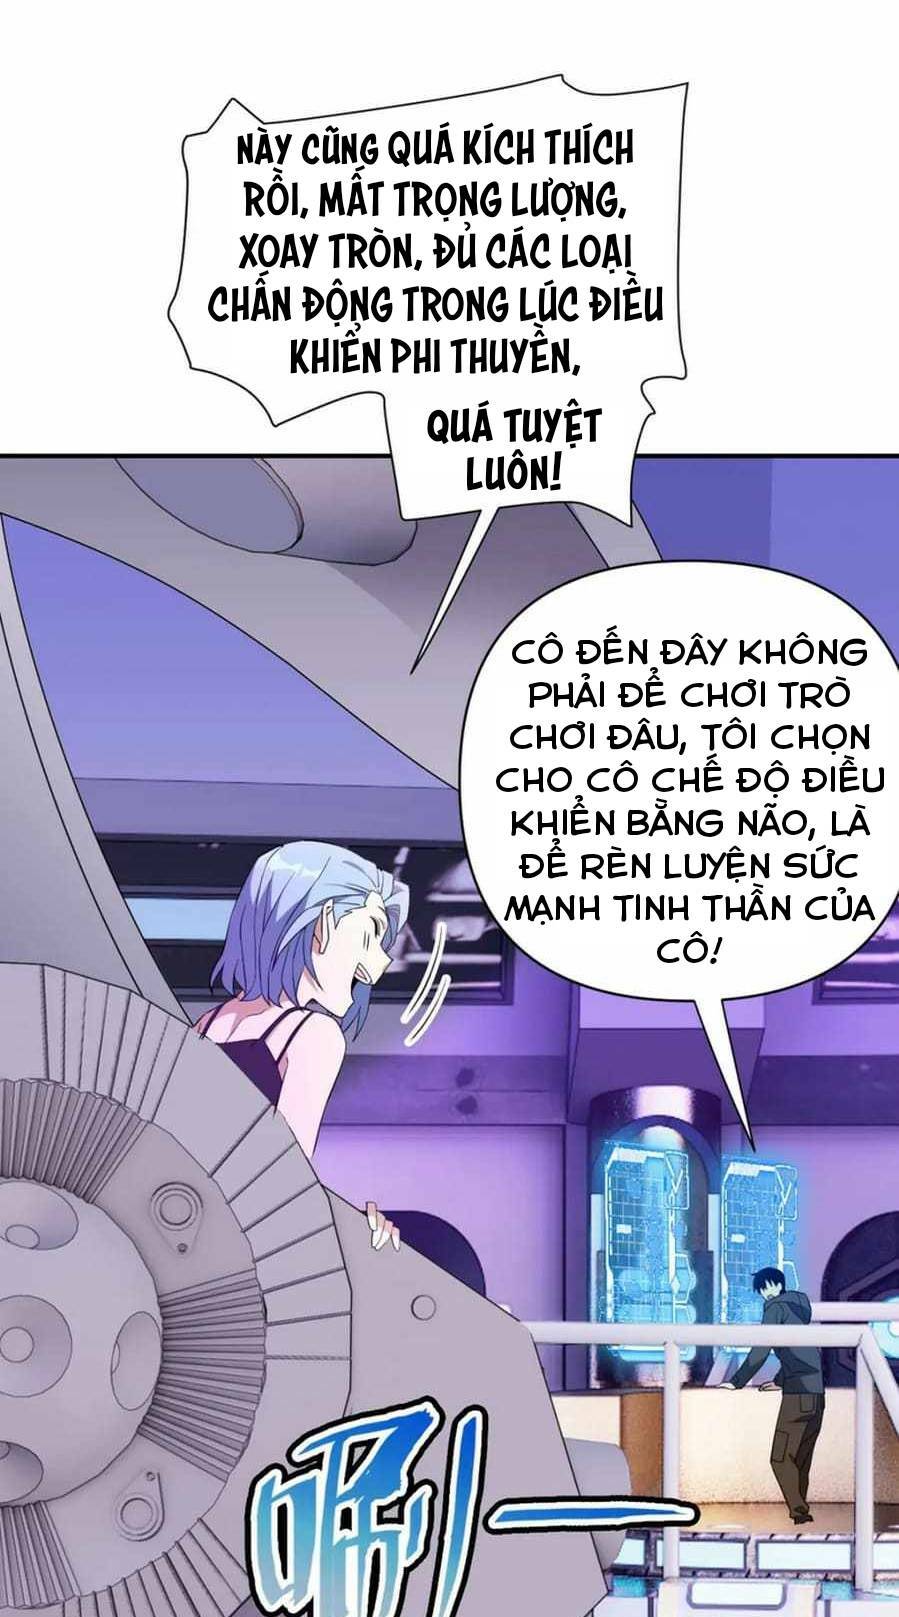 NÀY CŨNG QUÁ KÍCH THÍCH
RỒI, MẤT TRỌNG LƯỢNG,
XOAY TRÒN, ĐỦ CÁC LOẠI
CHẤN ĐỘNG TRONG LÚC ĐIỀU
KHIỂN PHI THUYỀN,
QUÁ TUYỆT
LUÔN!
CÔ ĐẾN ĐÂY KHÔNG
PHẢI ĐỂ CHƠI TRÒ
CHƠI ĐÂU, TÔI CHỌN
CHO CÔ CHẾ ĐỘ ĐIỀU
KHIỂN BẰNG NÃO, LÀ
ĐỂ RÈN LUYỆN SỨC
MẠNH TINH THẦN CỦA
CÔ!
唰一